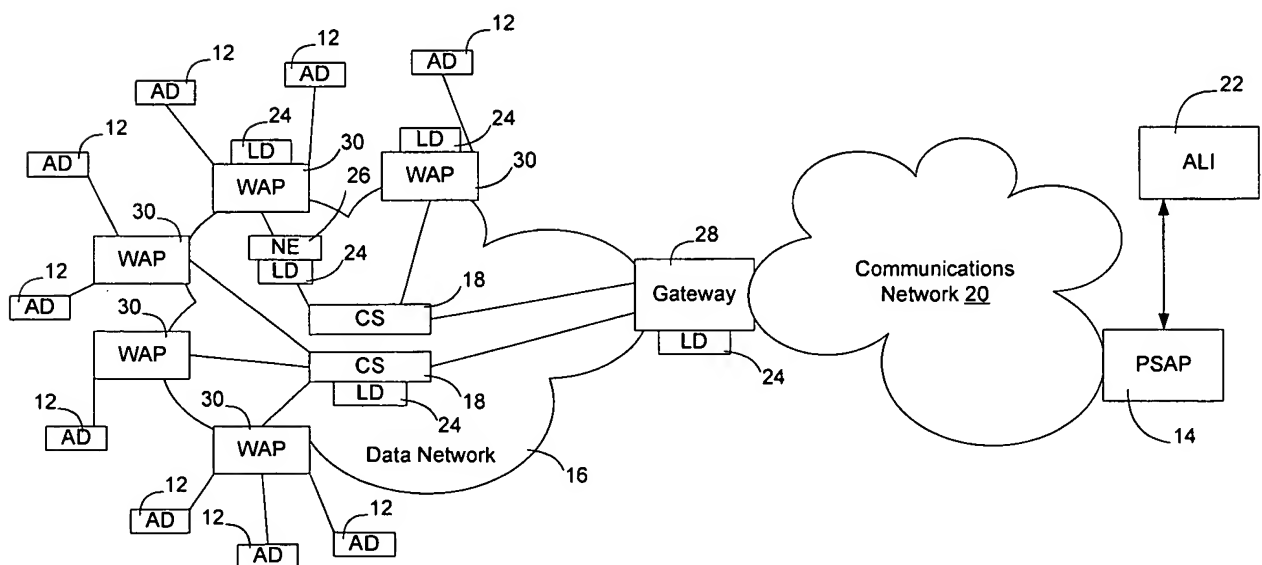 12
AD
12
AD
12
AD
12
AD
24
LD
30
WAP
24
LD
30
WAP
26
NE
LD
24
30
WAP
12
AD
30
WAP
12
AD
18
CS
CS
18
LD
24
30
WAP
12
AD
12
AD
12
AD
Data Network
16
28
Gateway
LD
24
Communications
Network 20
22
ALI
PSAP
14